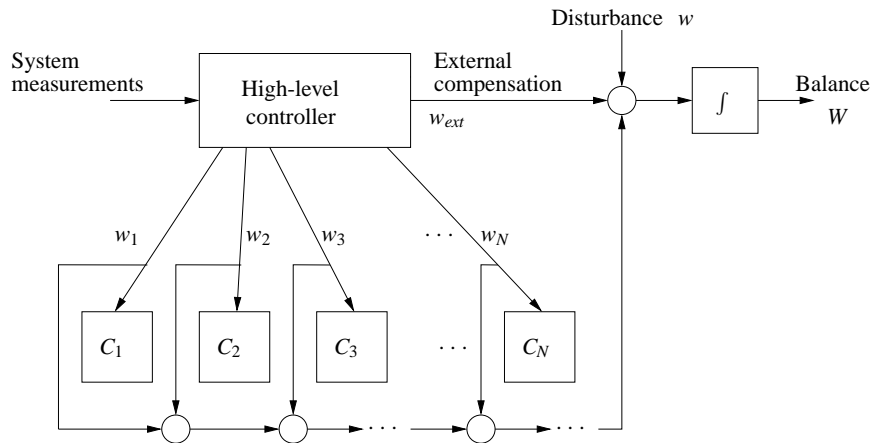 Disturbance w
System
measurements
High-level
controller
External
compensation
w_ext
∫
Balance
W
w_1
w_2
w_3
· · ·
w_N
C_1
C_2
C_3
· · ·
C_N
· · ·
· · ·